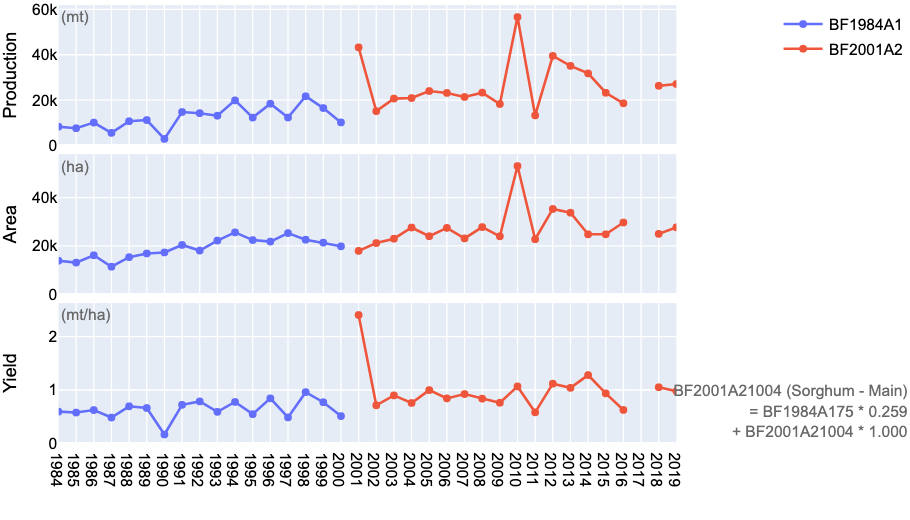 Production
60k
40k
20k
0
(mt)
BF1984A1
BF2001A2
Area
40k
20k
0
(ha)
Yield
2
1
0
(mt/ha)
BF2001A21004 (Sorghum - Main)
= BF1984A175 * 0.259
+ BF2001A21004 * 1.000
1984
1985
1986
1987
1988
1989
1990
1991
1992
1993
1994
1995
1996
1997
1998
1999
2000
2001
2002
2003
2004
2005
2006
2007
2008
2009
2010
2011
2012
2013
2014
2015
2016
2017
2018
2019